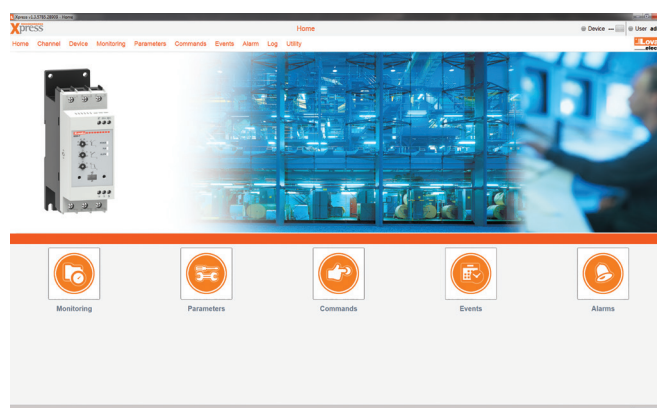 Xpress
Home
Device
User
Home Channel Device Monitoring Parameters Commands Events Alarm Log Utility
Monitoring
Parameters
Commands
Events
Alarms